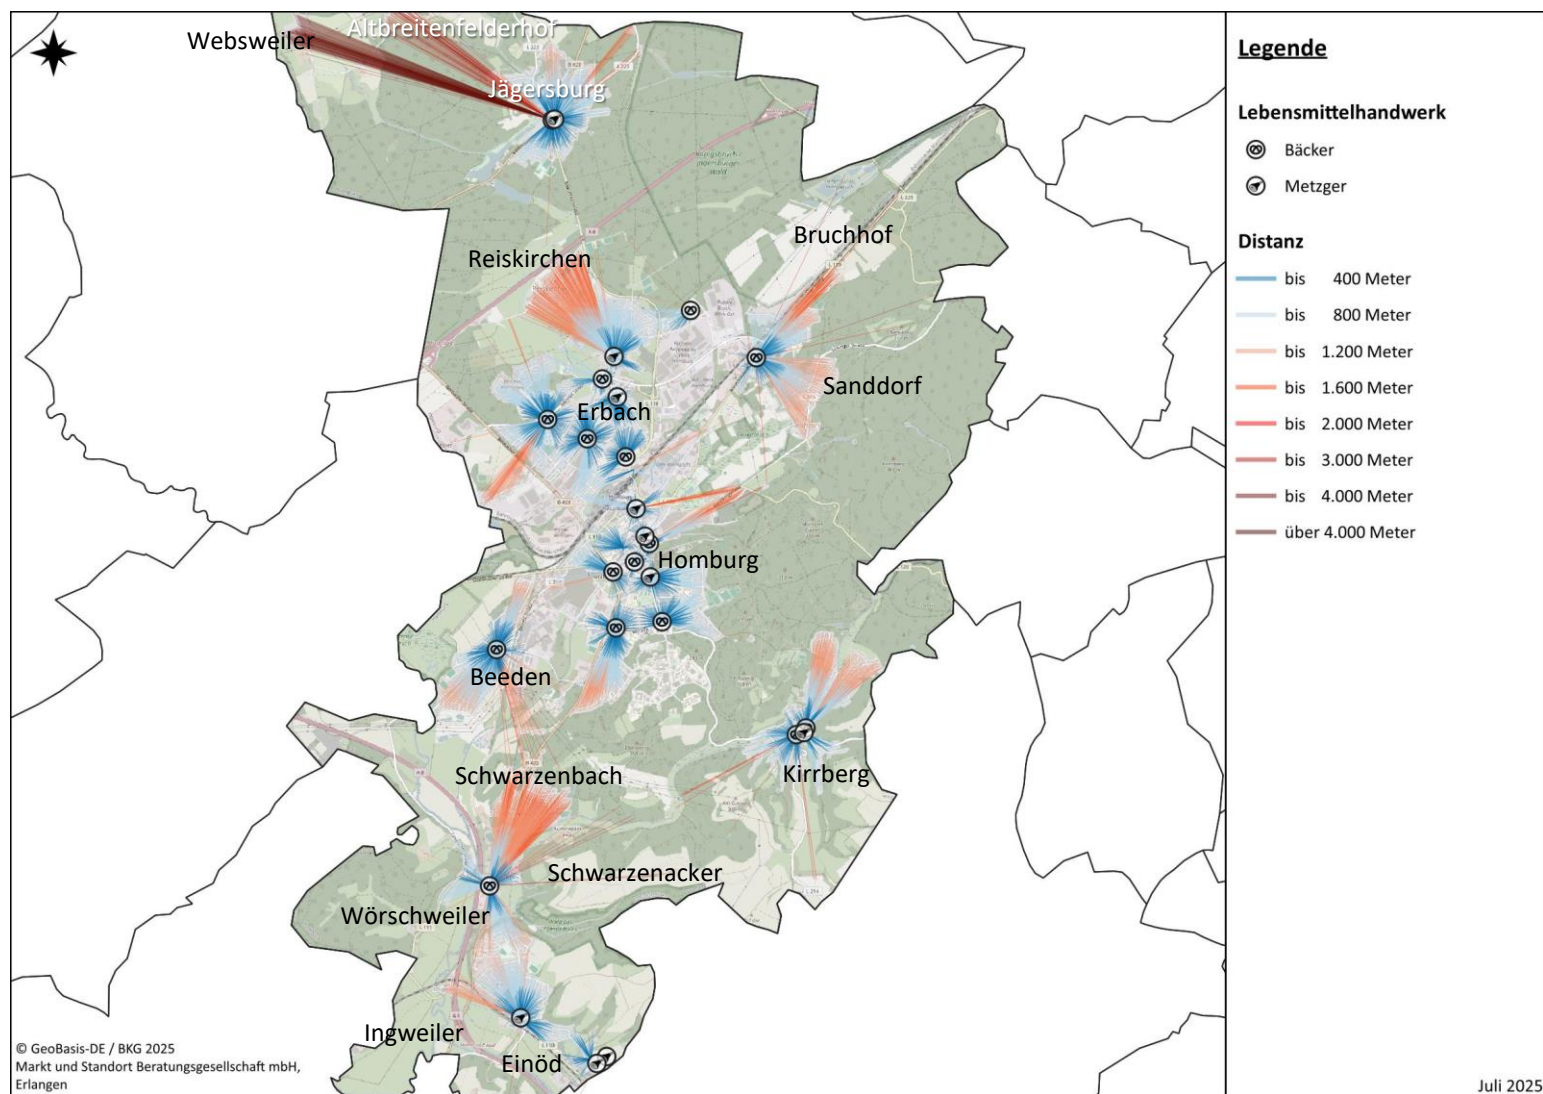 Altbreitenfelderhof
Websweiler
Jägersburg
Bruchhof
Reiskirchen
Sanddorf
Erbach
Homburg
Beeden
Schwarzenbach
Kirrberg
Schwarzenacker
Wörschweiler
Ingweiler
Einöd
© GeoBasis-DE / BKG 2025
Markt und Standort Beratungsgesellschaft mbH,
Erlangen
Legende
Lebensmittelhandwerk
Bäcker
Metzger
Distanz
bis 400 Meter
bis 800 Meter
bis 1.200 Meter
bis 1.600 Meter
bis 2.000 Meter
bis 3.000 Meter
bis 4.000 Meter
über 4.000 Meter
Juli 2025